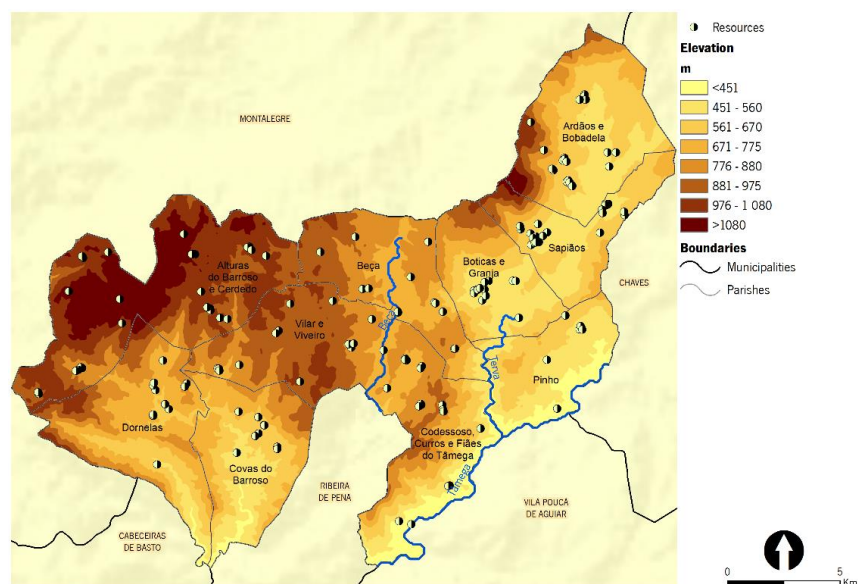 Resources
Elevation
m
<451
451 - 560
561 - 670
671 - 775
776 - 880
881 - 975
976 - 1 080
>1080
Boundaries
Municipalities
Parishes
MONTALEGRE
Ardãos e
Bobadela
Sapiãos
CHAVES
Alturas
do Barroso
e Cerdedo
Beça
Boticas e
Granja
Vilar e
Viveiro
Beça
Terva
Pinho
Dornelas
Covas do
Barroso
Codessoso,
Curros e Fiães
do Tâmega
Tâmega
RIBEIRA
DE PENA
VILA POUCA
DE AGUIAR
CABECEIRAS
DE BASTO
0 5
Km